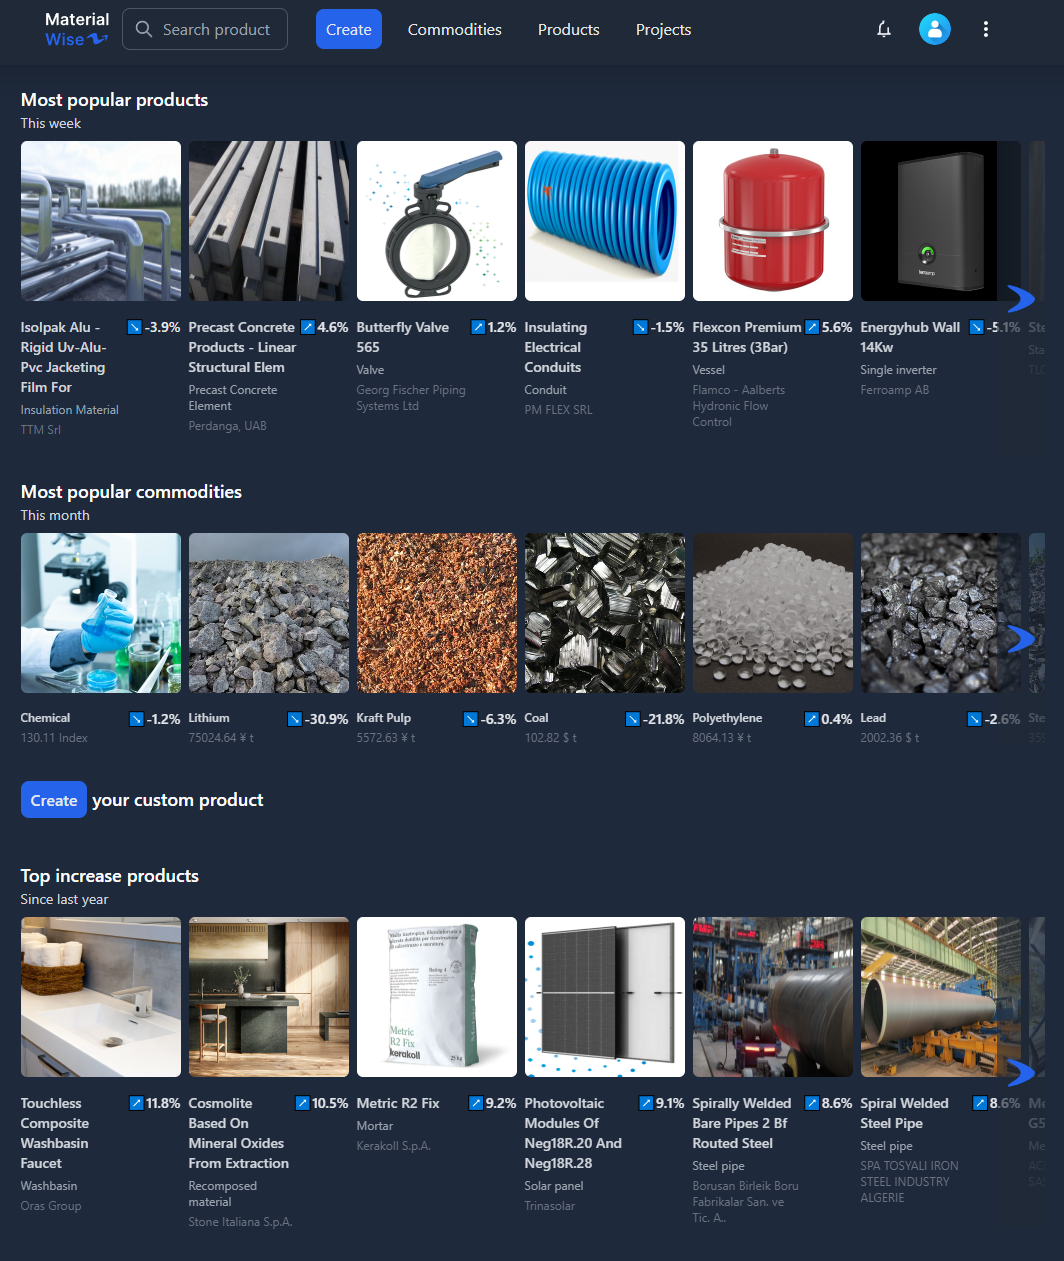 Material
Wise
Search product
Create
Commodities
Products
Projects
Most popular products
This week
Isolpak Alu -
Rigid Uv-Alu-
Pvc Jacketing
Film For
-3.9%
Insulation Material
TTM Srl
Precast Concrete
Products - Linear
Structural Elem
4.6%
Precast Concrete
Element
Perdanga, UAB
Butterfly Valve
565
1.2%
Valve
Georg Fischer Piping
Systems Ltd
Insulating
Electrical
Conduits
-1.5%
Conduit
PM FLEX SRL
Flexcon Premium
35 Litres (3Bar)
5.6%
Vessel
Flamco - Aalberts
Hydronic Flow
Control
Energyhub Wall
14Kw
-5.1%
Single inverter
Ferroamp AB
Most popular commodities
This month
Chemical
-1.2%
130.11 Index
Lithium
-30.9%
75024.64 ¥ t
Kraft Pulp
-6.3%
5572.63 ¥ t
Coal
-21.8%
102.82 $ t
Polyethylene
0.4%
8064.13 ¥ t
Lead
-2.6%
2002.36 $ t
Create your custom product
Top increase products
Since last year
Metric
R2 Fix
kerakoll
25 kg
Touchless
Composite
Washbasin
Faucet
11.8%
Washbasin
Oras Group
Cosmolite
Based On
Mineral Oxides
From Extraction
10.5%
Recomposed
material
Stone Italiana S.p.A.
Metric R2 Fix
9.2%
Mortar
Kerakoll S.p.A.
Photovoltaic
Modules Of
Neg18R.20 And
Neg18R.28
9.1%
Solar panel
Trinasolar
Spirally Welded
Bare Pipes 2 Bf
Routed Steel
8.6%
Steel pipe
Borusan Birleik Boru
Fabrikalar San. ve
Tic. A..
Spiral Welded
Steel Pipe
8.6%
Steel pipe
SPA TOSYALI IRON
STEEL INDUSTRY
ALGERIE